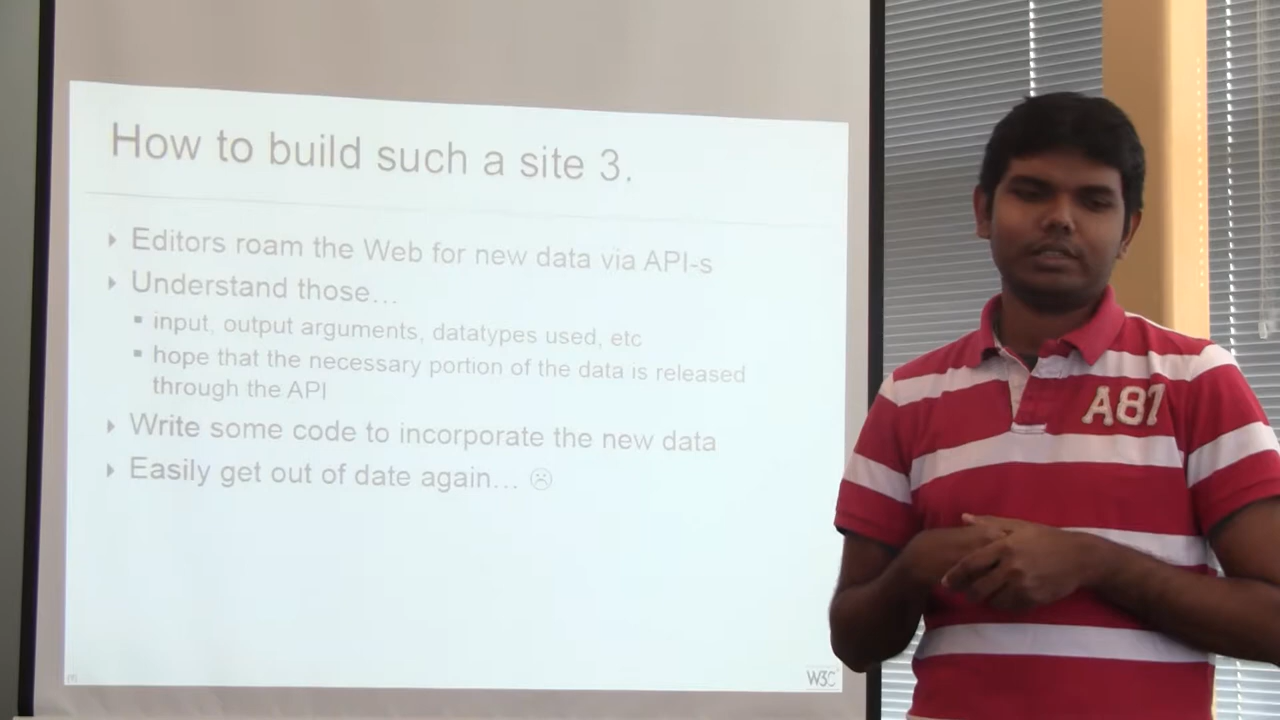 How to build such a site 3.
Editors roam the Web for new data via API-s
Understand those…
input, output arguments, datatypes used, etc
hope that the necessary portion of the data is released
through the API
Write some code to incorporate the new data
Easily get out of date again… ☹
W3C
A87